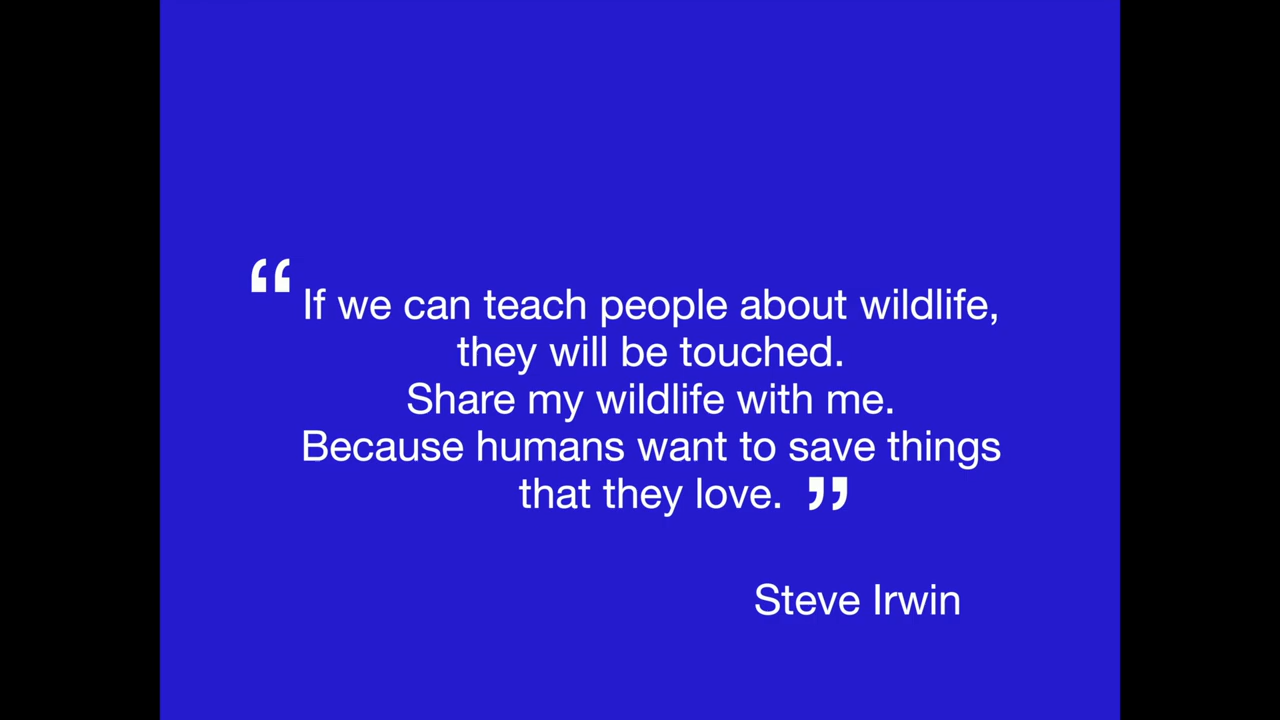 “ If we can teach people about wildlife,
they will be touched.
Share my wildlife with me.
Because humans want to save things
that they love. ”
Steve Irwin